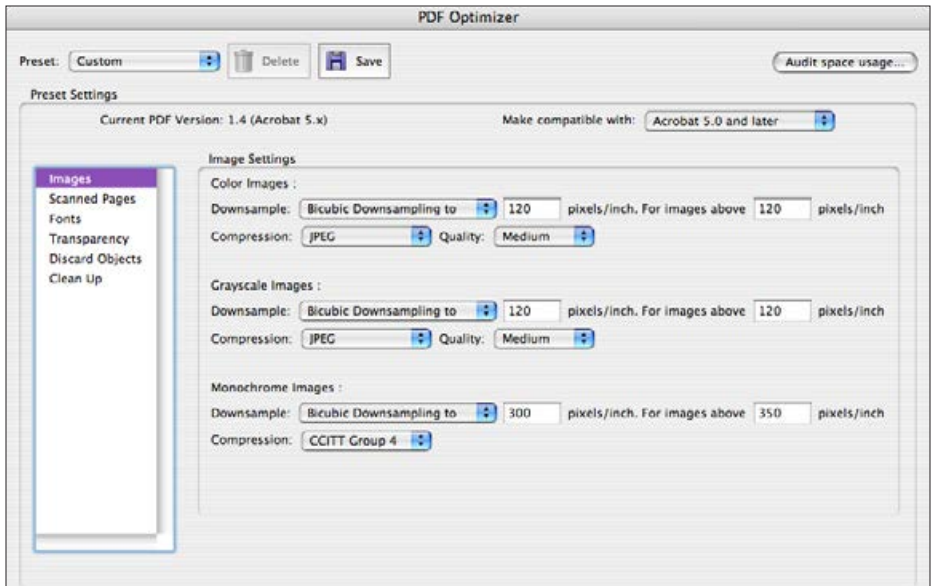 PDF Optimizer
Preset: Custom Delete Save Audit space usage...
Preset Settings
Current PDF Version: 1.4 (Acrobat 5.x) Make compatible with: Acrobat 5.0 and later
Images
Scanned Pages
Fonts
Transparency
Discard Objects
Clean Up
Image Settings
Color Images :
Downsample: Bicubic Downsampling to 120 pixels/inch. For images above 120 pixels/inch
Compression: JPEG Quality: Medium
Grayscale Images :
Downsample: Bicubic Downsampling to 120 pixels/inch. For images above 120 pixels/inch
Compression: JPEG Quality: Medium
Monochrome Images :
Downsample: Bicubic Downsampling to 300 pixels/inch. For images above 350 pixels/inch
Compression: CCITT Group 4